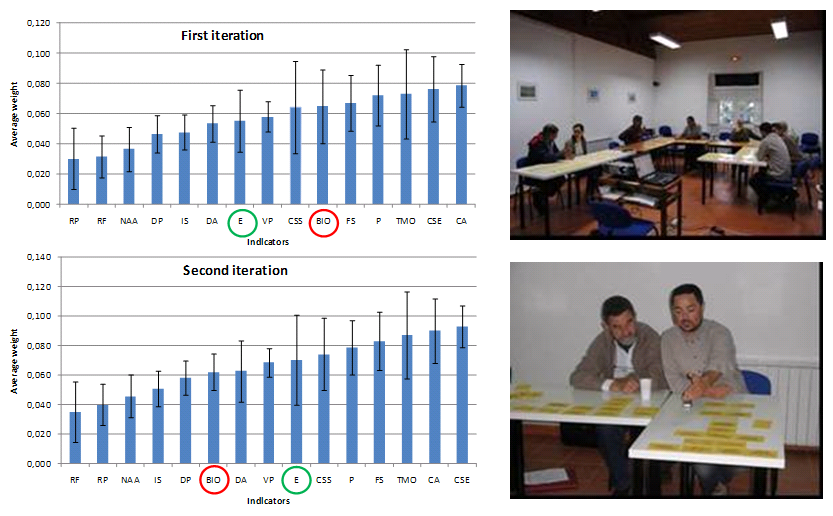 First iteration
Average weight
0,120
0,100
0,080
0,060
0,040
0,020
0,000
RP RF NAA DP IS DA E VP CSS BIO FS P TMO CSE CA
Indicators
Second iteration
Average weight
0,140
0,120
0,100
0,080
0,060
0,040
0,020
0,000
RF RP NAA IS DP BIO DA VP E CSS P FS TMO CA CSE
Indicators